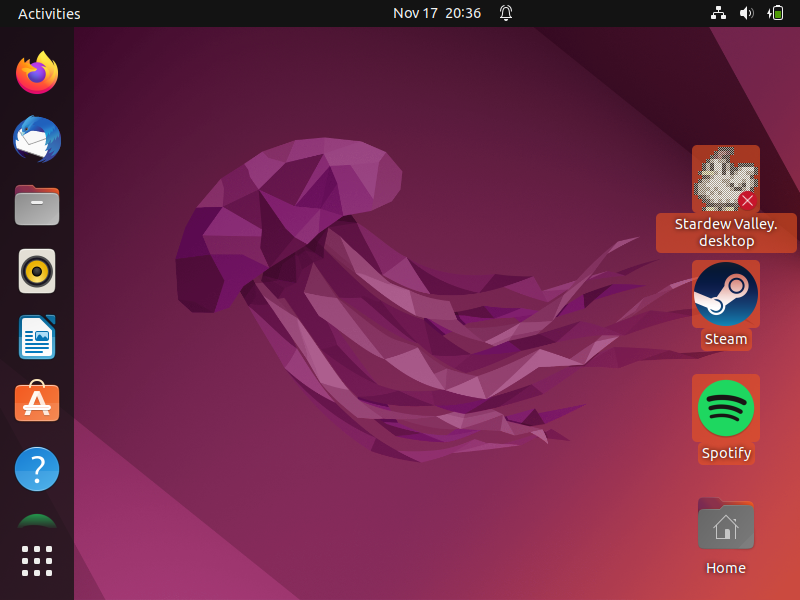 Activities
Nov 17 20:36
Stardew Valley.
desktop
Steam
Spotify
Home